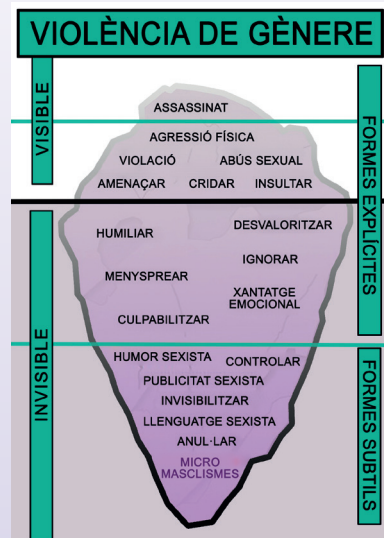 VIOLÈNCIA DE GÈNERE
VISIBLE
FORMES EXPLÍCITES
ASSASSINAT
AGRESSIÓ FÍSICA
VIOLACIÓ ABÚS SEXUAL
AMENAÇAR CRIDAR INSULTAR
INVISIBLE
HUMILIAR DESVALORITZAR
IGNORAR
MENYSPREAR
XANTATGE
EMOCIONAL
CULPABILITZAR
FORMES SUBTILS
HUMOR SEXISTA CONTROLAR
PUBLICITAT SEXISTA
INVISIBILITZAR
LLENGUATGE SEXISTA
ANUL·LAR
MICRO
MASCLISMES